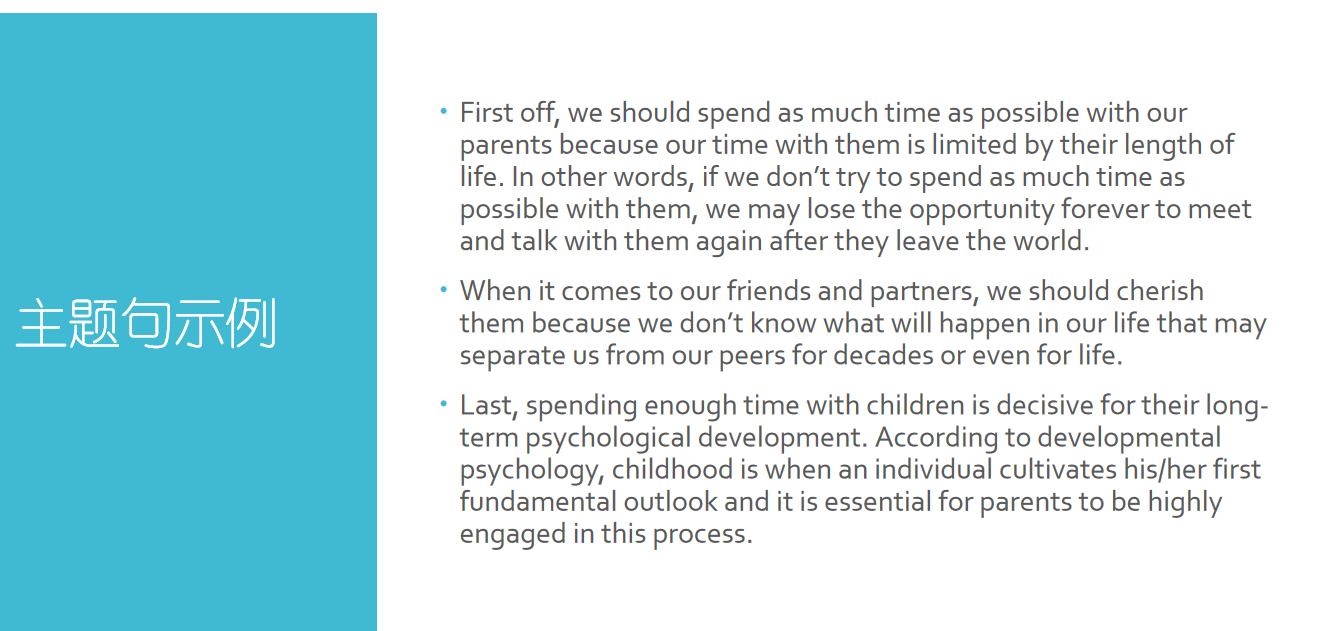 主题句示例
• First off, we should spend as much time as possible with our
parents because our time with them is limited by their length of
life. In other words, if we don’t try to spend as much time as
possible with them, we may lose the opportunity forever to meet
and talk with them again after they leave the world.
• When it comes to our friends and partners, we should cherish
them because we don’t know what will happen in our life that may
separate us from our peers for decades or even for life.
• Last, spending enough time with children is decisive for their long-
term psychological development. According to developmental
psychology, childhood is when an individual cultivates his/her first
fundamental outlook and it is essential for parents to be highly
engaged in this process.